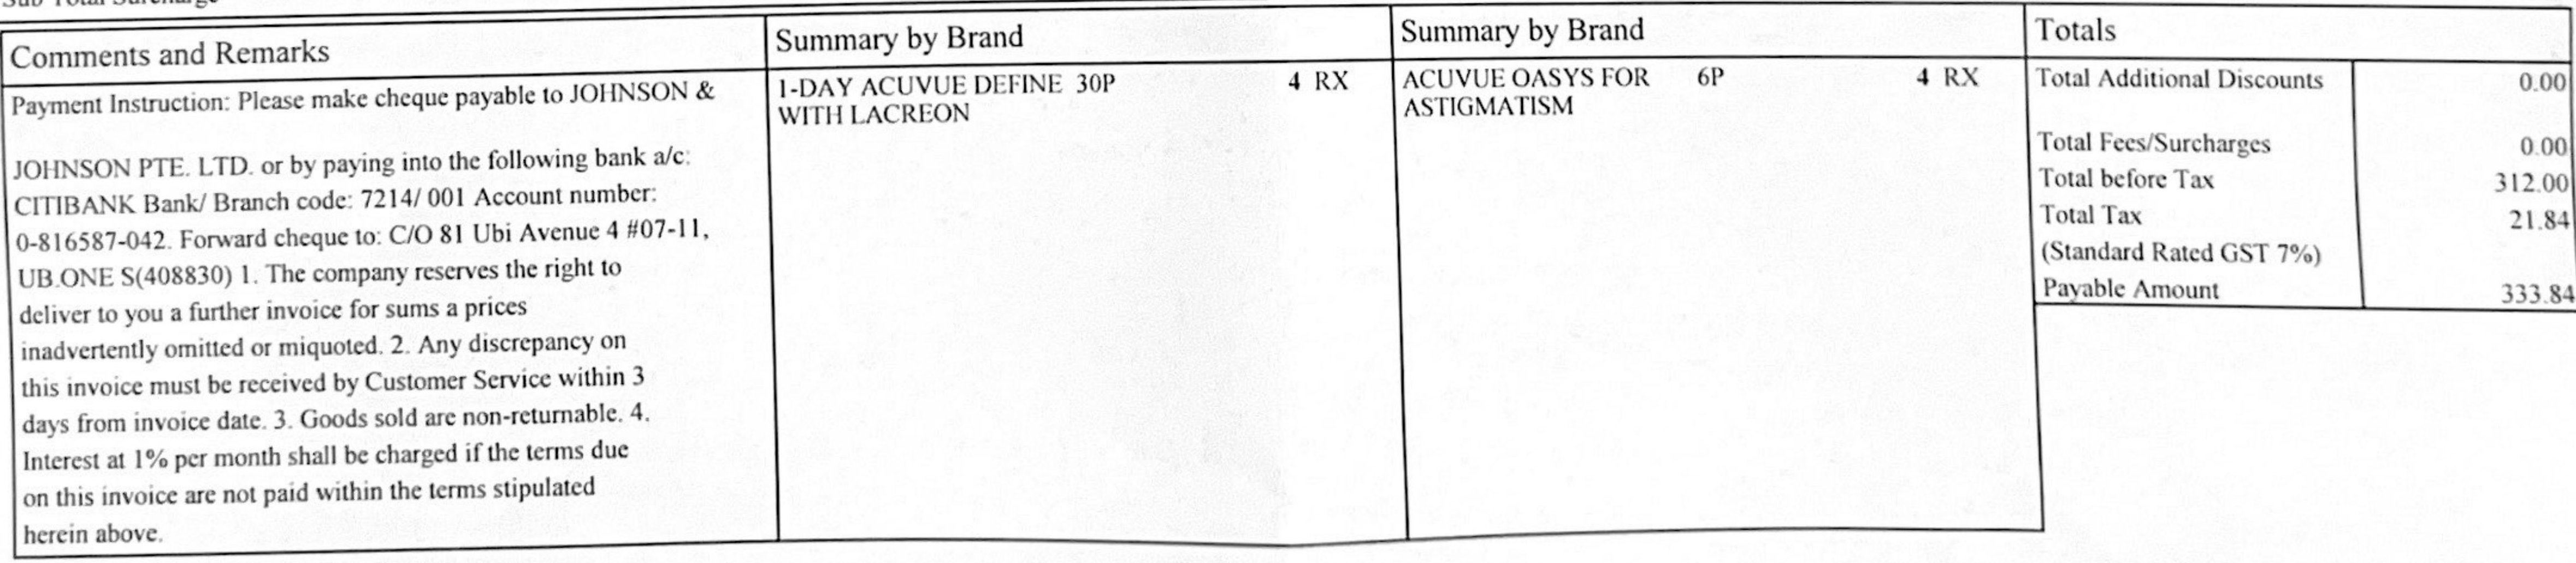 Sub Total Surcharge
Comments and Remarks
Payment Instruction: Please make cheque payable to JOHNSON &
JOHNSON PTE. LTD. or by paying into the following bank a/c:
CITIBANK Bank/ Branch code: 7214/ 001 Account number:
0-816587-042. Forward cheque to: C/O 81 Ubi Avenue 4 #07-11,
UB.ONE S(408830) 1. The company reserves the right to
deliver to you a further invoice for sums a prices
inadvertently omitted or miquoted. 2. Any discrepancy on
this invoice must be received by Customer Service within 3
days from invoice date. 3. Goods sold are non-returnable. 4.
Interest at 1% per month shall be charged if the terms due
on this invoice are not paid within the terms stipulated
herein above.
Summary by Brand
1-DAY ACUVUE DEFINE 30P 4 RX
WITH LACREON
Summary by Brand
ACUVUE OASYS FOR 6P 4 RX
ASTIGMATISM
Totals
Total Additional Discounts 0.00
Total Fees/Surcharges 0.00
Total before Tax 312.00
Total Tax 21.84
(Standard Rated GST 7%)
Payable Amount 333.84